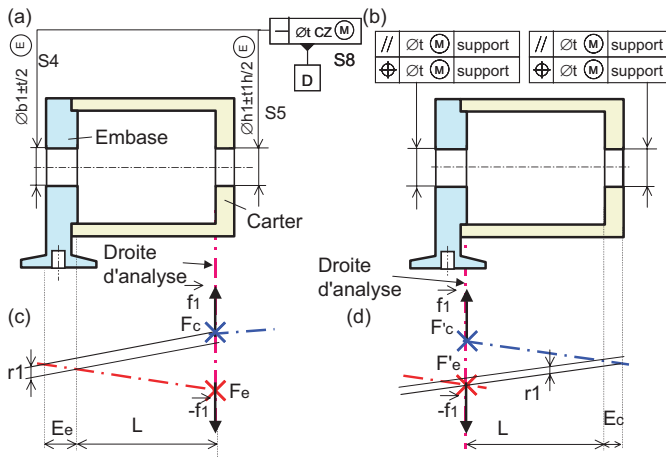 (a)
Øb1±t/2 Ⓔ
S4
— Øt CZ Ⓜ
D
S8
Øh1±t1h/2 Ⓔ
S5
Embase
Carter
Droite
d'analyse
(b)
// Øt Ⓜ support
⌖ Øt Ⓜ support
// Øt Ⓜ support
⌖ Øt Ⓜ support
Droite
d'analyse
(c)
f1
Fc
r1
Fe
-f1
Ee
L
(d)
f1
F'c
F'e
-f1
r1
L
Ec